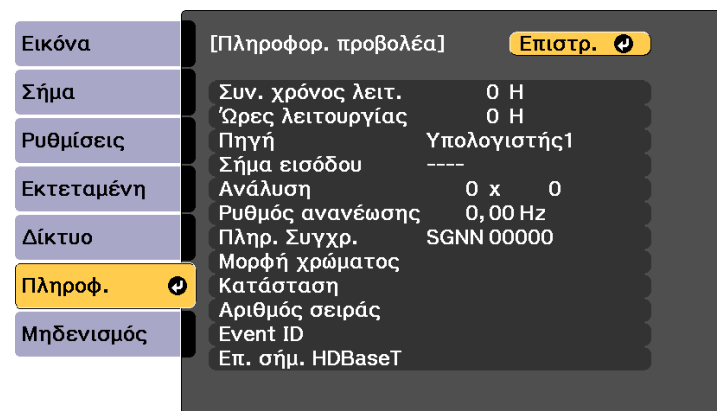 Εικόνα
Σήμα
Ρυθμίσεις
Εκτεταμένη
Δίκτυο
Πληροφ.
Μηδενισμός
[Πληροφορ. προβολέα] Επιστρ.
Συν. χρόνος λειτ. 0 H
Ώρες λειτουργίας 0 H
Πηγή Υπολογιστής1
Σήμα εισόδου ----
Ανάλυση 0 x 0
Ρυθμός ανανέωσης 0,00 Hz
Πληρ. Συγχρ. SGNN 00000
Μορφή χρώματος
Κατάσταση
Αριθμός σειράς
Event ID
Επ. σήμ. HDBaseT